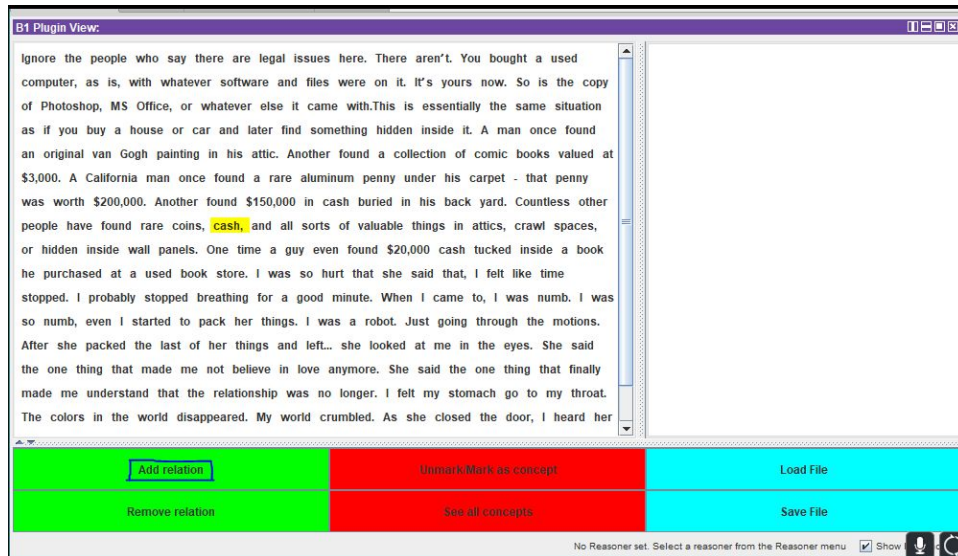 B1 Plugin View:
Ignore the people who say there are legal issues here. There aren't. You bought a used
computer, as is, with whatever software and files were on it. It's yours now. So is the copy
of Photoshop, MS Office, or whatever else it came with.This is essentially the same situation
as if you buy a house or car and later find something hidden inside it. A man once found
an original van Gogh painting in his attic. Another found a collection of comic books valued at
$3,000. A California man once found a rare aluminum penny under his carpet - that penny
was worth $200,000. Another found $150,000 in cash buried in his back yard. Countless other
people have found rare coins, cash, and all sorts of valuable things in attics, crawl spaces,
or hidden inside wall panels. One time a guy even found $20,000 cash tucked inside a book
he purchased at a used book store. I was so hurt that she said that, I felt like time
stopped. I probably stopped breathing for a good minute. When I came to, I was numb. I was
so numb, even I started to pack her things. I was a robot. Just going through the motions.
After she packed the last of her things and left... she looked at me in the eyes. She said
the one thing that made me not believe in love anymore. She said the one thing that finally
made me understand that the relationship was no longer. I felt my stomach go to my throat.
The colors in the world disappeared. My world crumbled. As she closed the door, I heard her
Add relation
Unmark/Mark as concept
Load File
Remove relation
See all concepts
Save File
No Reasoner set. Select a reasoner from the Reasoner menu
Show